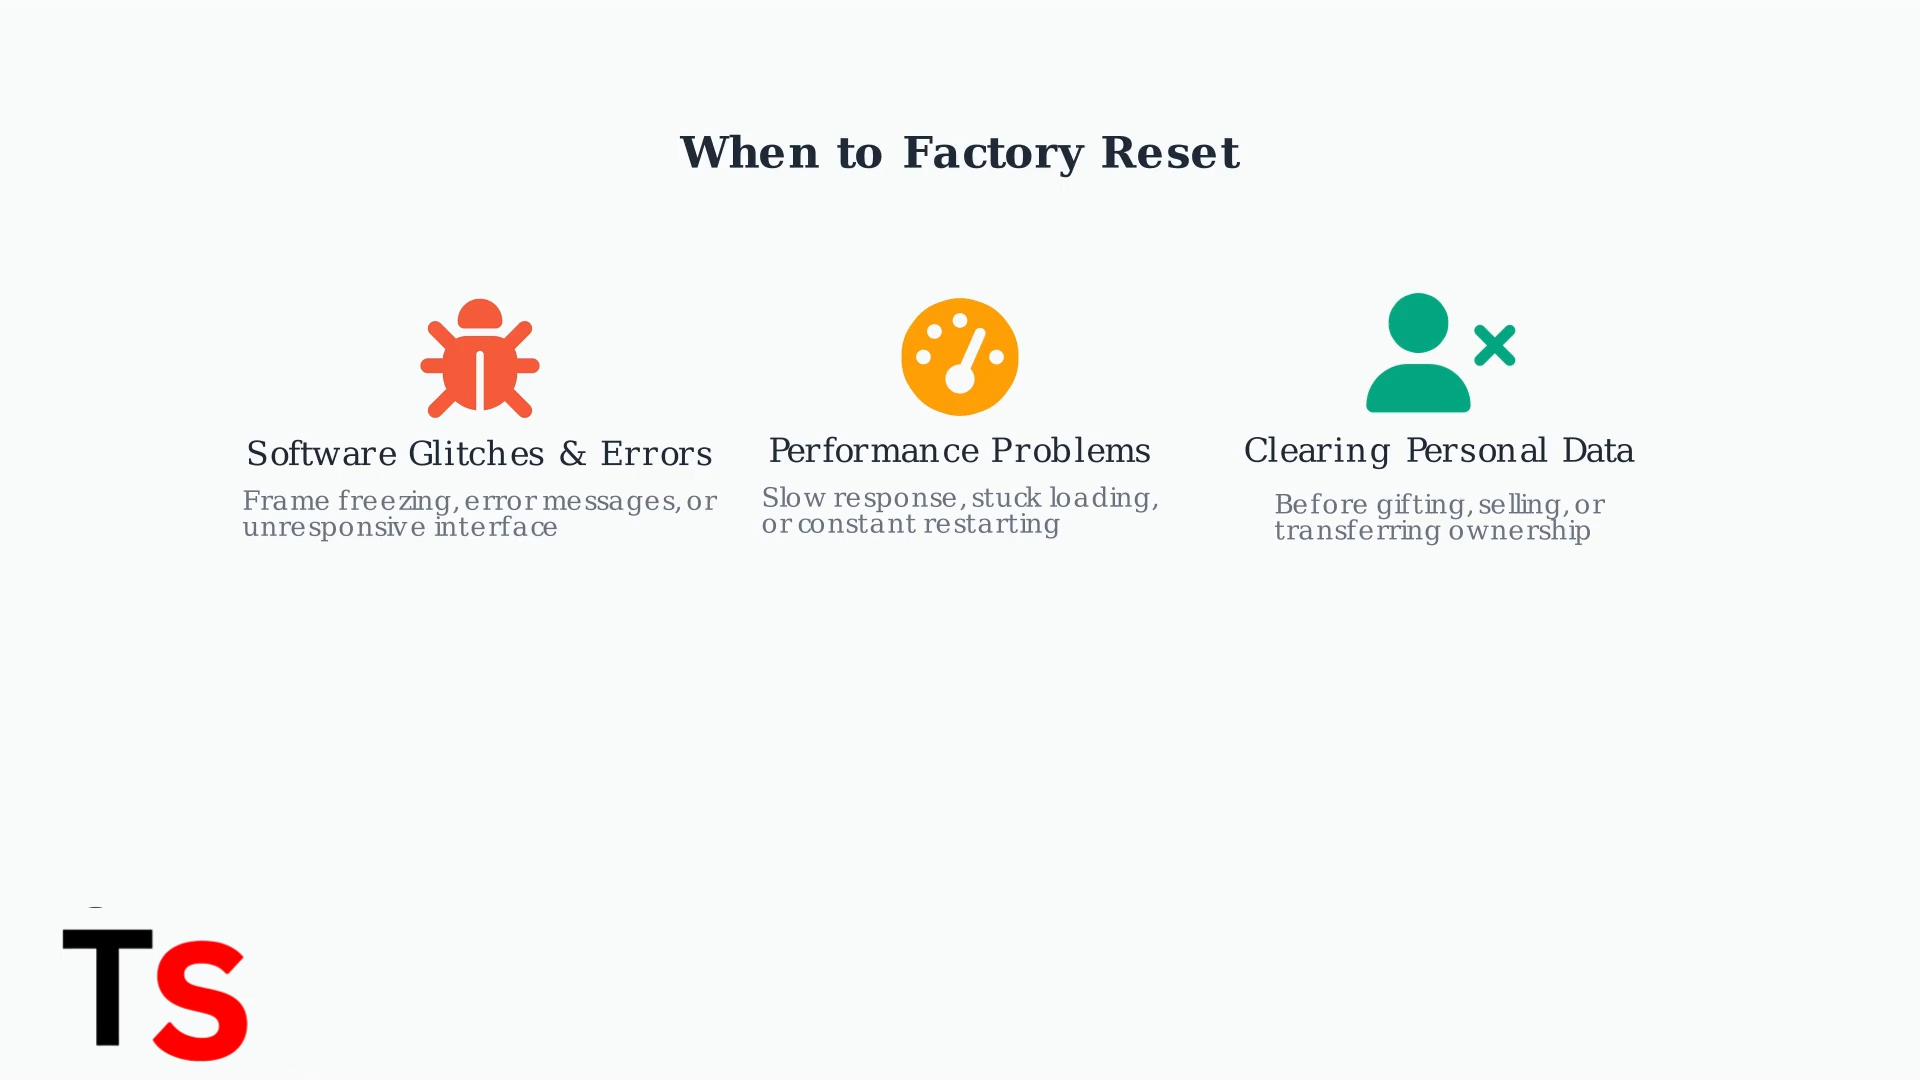 When to Factory Reset
Software Glitches & Errors
Frame freezing, error messages, or
unresponsive interface
Performance Problems
Slow response, stuck loading,
or constant restarting
Clearing Personal Data
Before gifting, selling, or
transferring ownership
TS